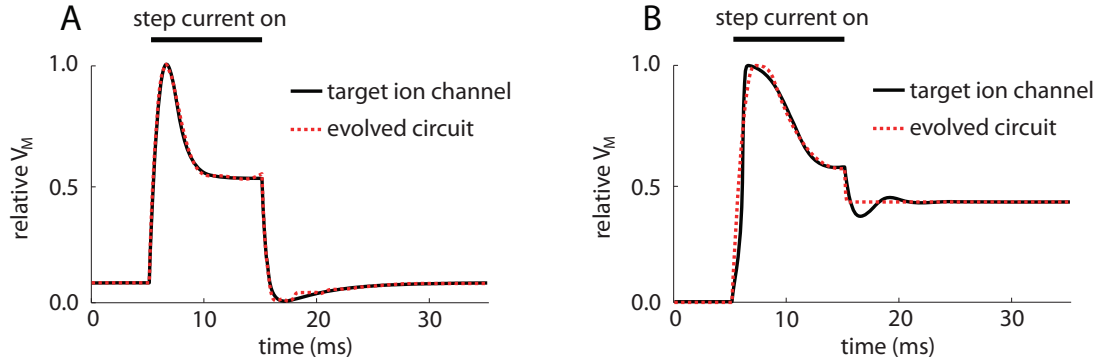 A
step current on
1.0
0.5
0.0
relative V_M
target ion channel
evolved circuit
0
10
20
30
time (ms)
B
step current on
1.0
0.5
0.0
relative V_M
target ion channel
evolved circuit
0
10
20
30
time (ms)